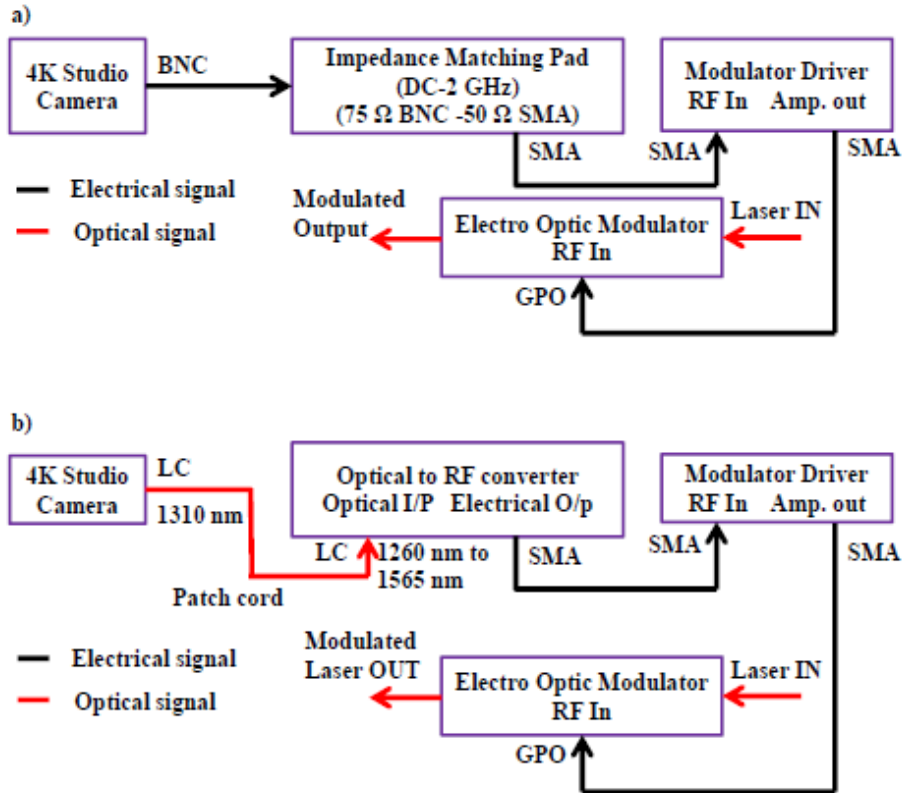 a)
4K Studio
Camera
BNC
Impedance Matching Pad
(DC-2 GHz)
(75 Ω BNC -50 Ω SMA)
Modulator Driver
RF In Amp. out
SMA
SMA
SMA
Electrical signal
Optical signal
Modulated
Output
Electro Optic Modulator
RF In
Laser IN
GPO
b)
4K Studio
Camera
LC
1310 nm
Patch cord
Optical to RF converter
Optical I/P Electrical O/p
LC
1260 nm to
1565 nm
SMA
Modulator Driver
RF In Amp. out
SMA
SMA
Electrical signal
Optical signal
Modulated
Laser OUT
Electro Optic Modulator
RF In
Laser IN
GPO